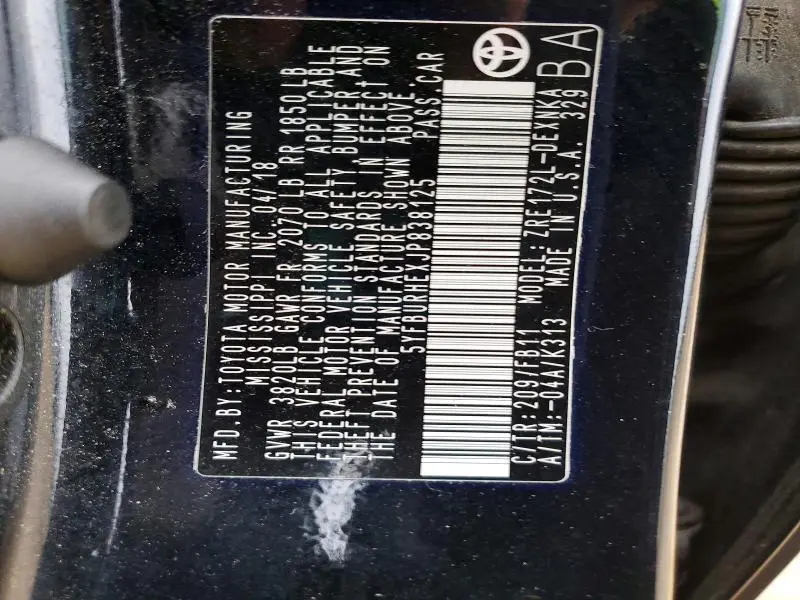 MFD.BY:TOYOTA MOTOR MANUFACTURING
MISSISSIPPI INC. 04/18
GVWR 3820LB GAWR FR 2070LB RR 1850LB
THIS VEHICLE CONFORMS TO ALL APPLICABLE
FEDERAL MOTOR VEHICLE SAFETY, BUMPER AND
THEFT PREVENTION STANDARDS IN EFFECT ON
THE DATE OF MANUFACTURE SHOWN ABOVE.
5YFBURHEXJP838125 PASS.CAR
C/TR:209/FB11 MODEL:ZRE172L-DEXNKA
A/TM:-04A/K313 MADE IN U.S.A. 329
BA